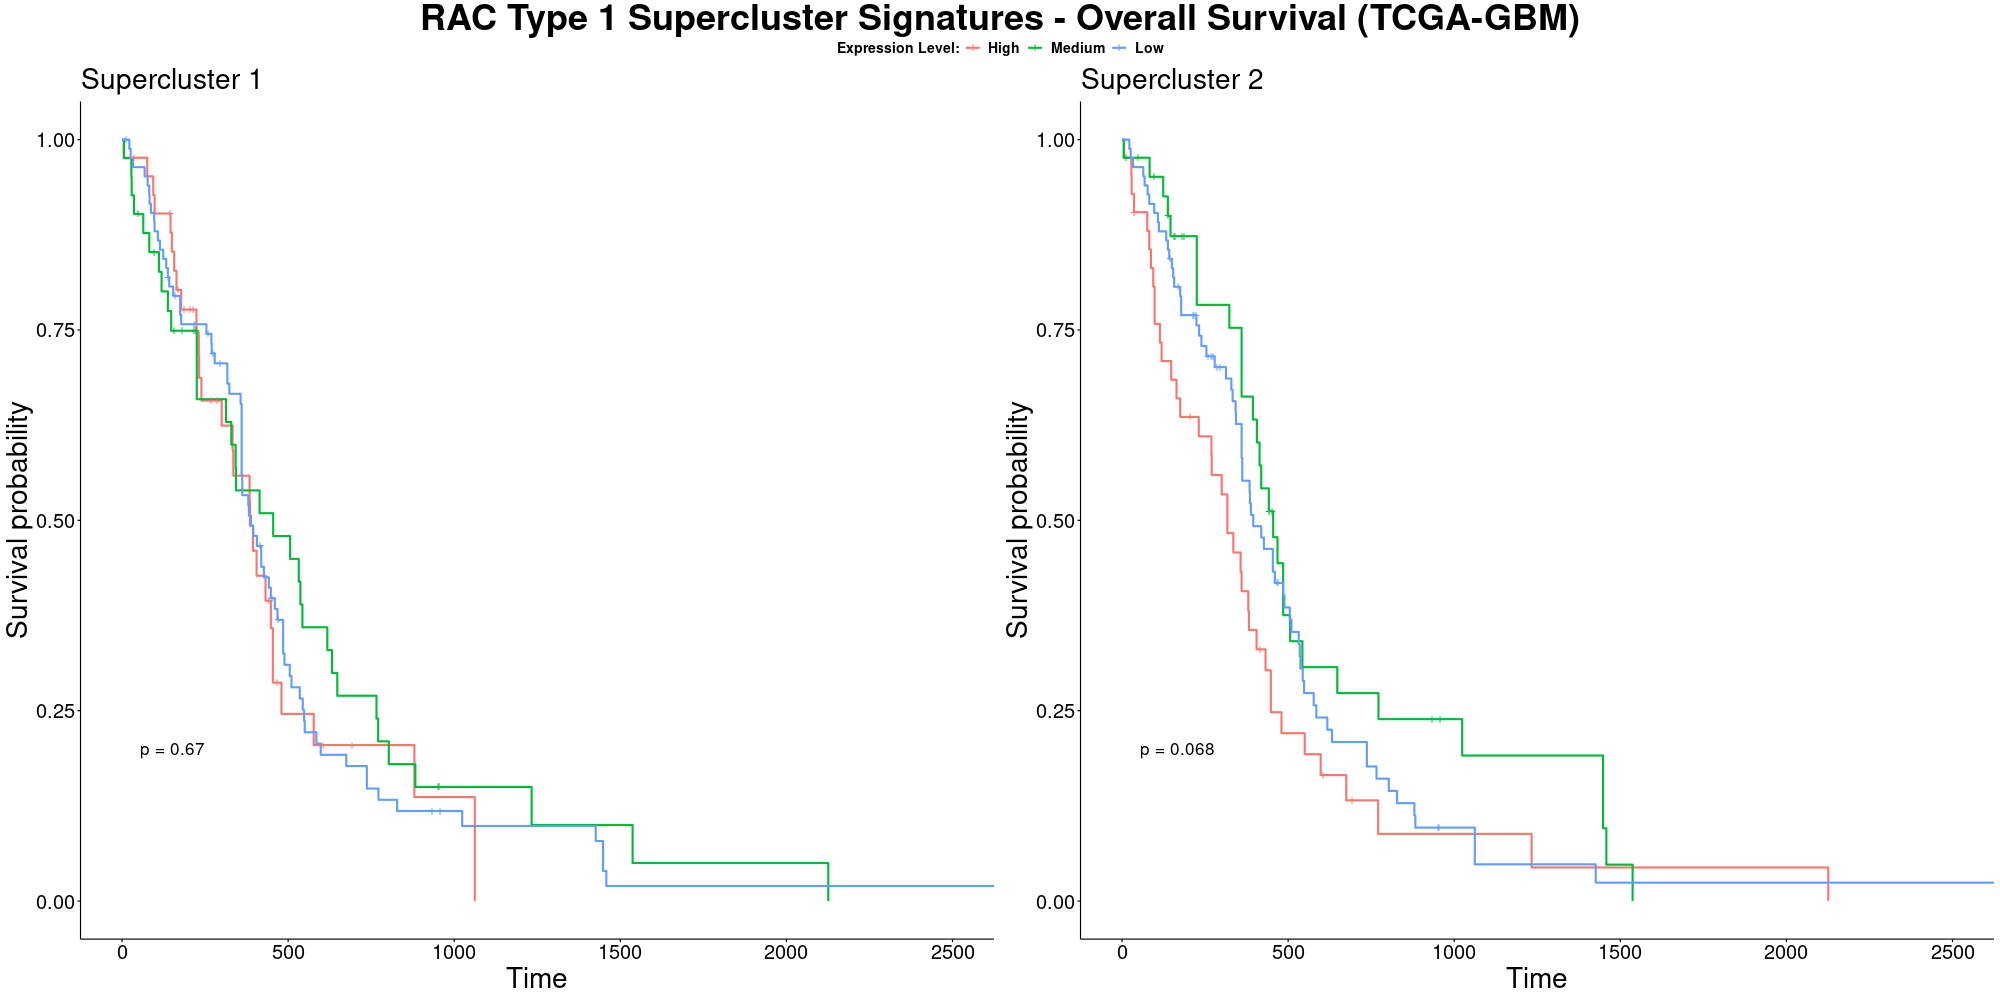 RAC Type 1 Supercluster Signatures - Overall Survival (TCGA-GBM)
Expression Level: High Medium Low
Supercluster 1
1.00
0.75
0.50
0.25
0.00
Survival probability
p = 0.67
0 500 1000 1500 2000 2500
Time
Supercluster 2
1.00
0.75
0.50
0.25
0.00
Survival probability
p = 0.068
0 500 1000 1500 2000 2500
Time